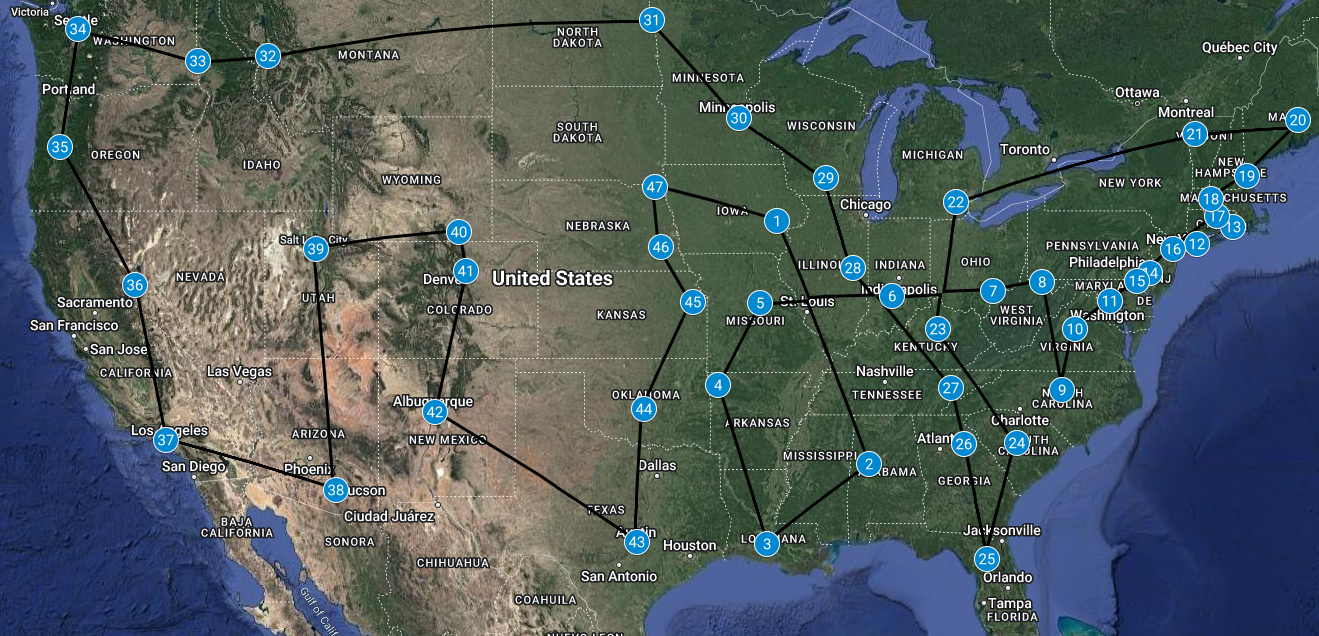 Victoria
Seattle
34
WASHINGTON
33
32
MONTANA
31
NORTH
DAKOTA
MINNESOTA
Québec City
Ottawa
Montreal
20
21
VERMONT
Portland
35
OREGON
IDAHO
SOUTH
DAKOTA
Minneapolis
30
WISCONSIN
MICHIGAN
Toronto
NEW
HAMPSHIRE
19
WYOMING
47
29
NEW YORK
MASSACHUSETTS
18
17
13
IOWA
1
Chicago
22
NEBRASKA
46
40
Salt Lake City
39
PENNSYLVANIA
New York
16
12
Philadelphia
14
NJ
15
MARYLAND
DE
11
Washington
OHIO
INDIANA
ILLINOIS
28
Indianapolis
6
7
8
WEST
VIRGINIA
10
VIRGINIA
36
NEVADA
Sacramento
San Francisco
San Jose
CALIFORNIA
UTAH
Denver
41
COLORADO
United States
KANSAS
45
5
St. Louis
MISSOURI
23
KENTUCKY
Las Vegas
Nashville
TENNESSEE
27
9
NORTH
CAROLINA
Charlotte
4
OKLAHOMA
44
ARKANSAS
Albuquerque
42
NEW MEXICO
ARIZONA
Los Angeles
37
San Diego
Phoenix
38
Tucson
Dallas
MISSISSIPPI
2
ALABAMA
Atlanta
26
24
SOUTH
CAROLINA
GEORGIA
Ciudad Juárez
BAJA
CALIFORNIA
SONORA
CHIHUAHUA
TEXAS
Austin
43
Houston
San Antonio
3
LOUISIANA
Jacksonville
25
Orlando
Tampa
FLORIDA
COAHUILA
NUEVO LEON